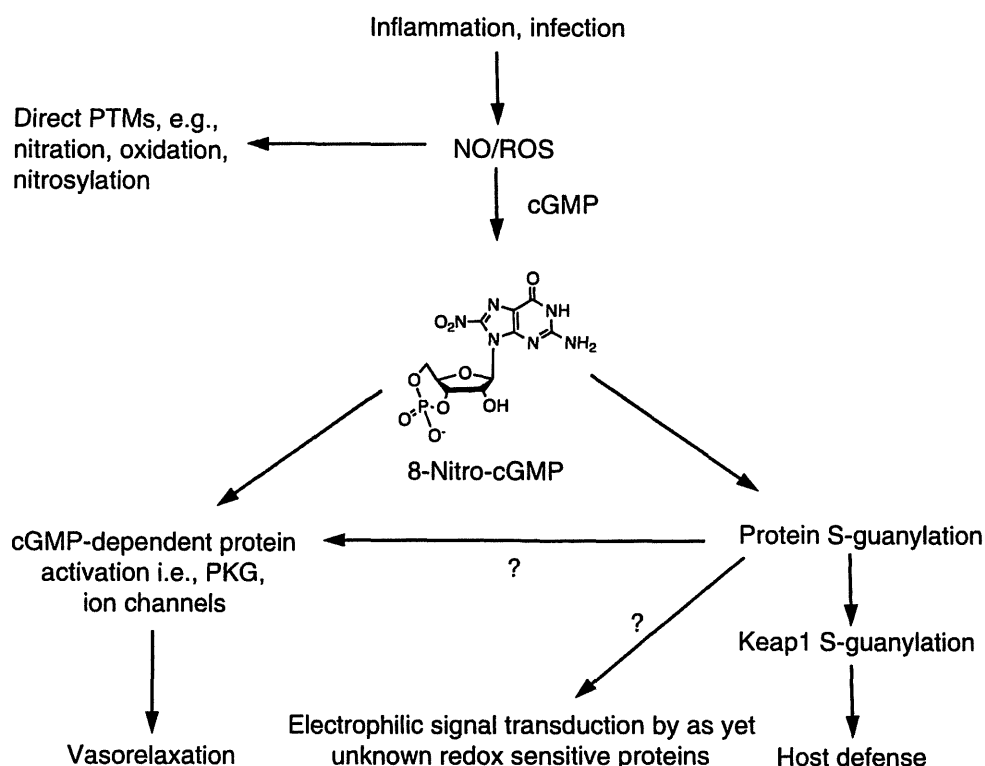 Inflammation, infection
Direct PTMs, e.g.,
nitration, oxidation,
nitrosylation
NO/ROS
cGMP
O
N
NH
O₂N
N
N
NH₂
O
O
P
O
OH
O
O⁻
8-Nitro-cGMP
cGMP-dependent protein
activation i.e., PKG,
ion channels
?
Protein S-guanylation
?
Keap1 S-guanylation
Electrophilic signal transduction by as yet
unknown redox sensitive proteins
Vasorelaxation
Host defense